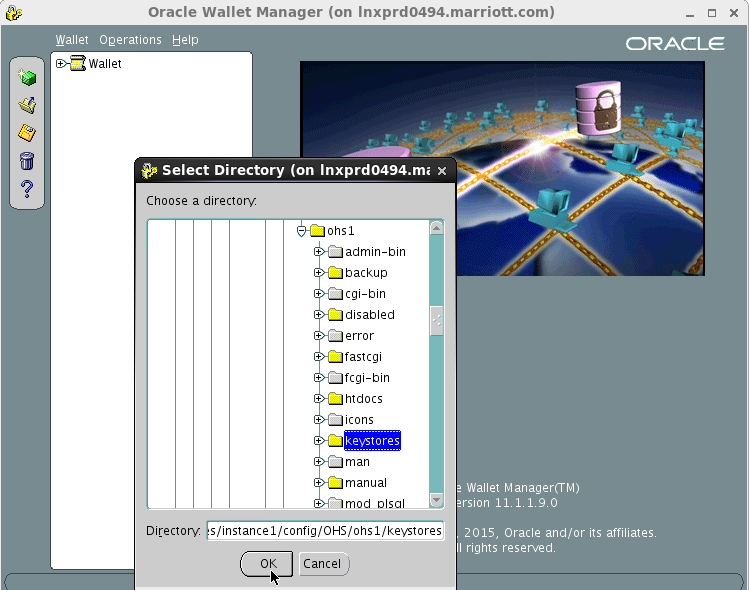 Oracle Wallet Manager (on lnxprd0494.marriott.com)
Wallet Operations Help
ORACLE
Wallet
Select Directory (on lnxprd0494.ma
Choose a directory:
ohs1
admin-bin
backup
cgi-bin
disabled
error
fastcgi
fcgi-bin
htdocs
icons
keystores
man
manual
mod_plsql
Directory: s/instance1/config/OHS/ohs1/keystores
OK Cancel
e Wallet Manager(TM)
ersion 11.1.1.9.0
, 2015, Oracle and/or its affiliates.
ll rights reserved.